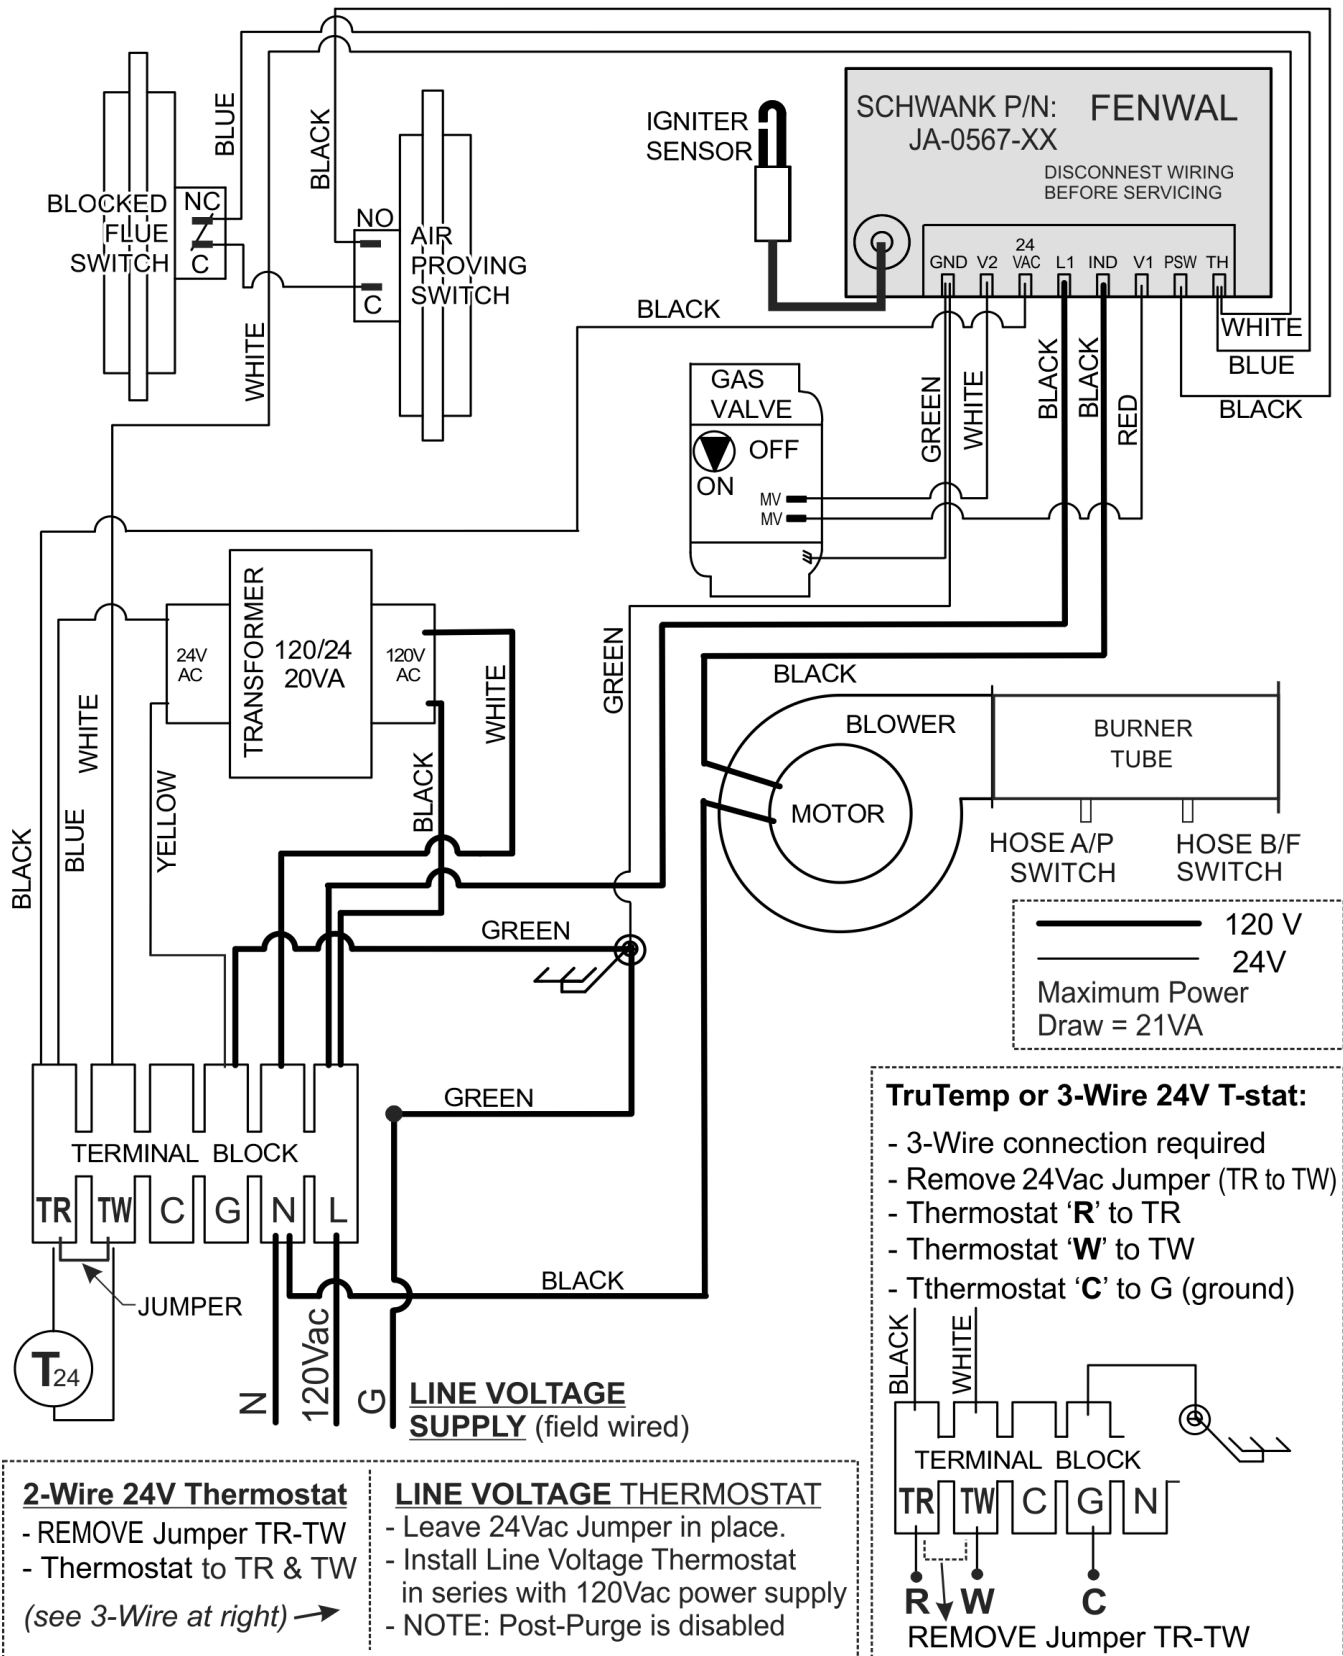 BLUE
BLACK
BLOCKED
FLUE
SWITCH
NC
C
NO
C
AIR
PROVING
SWITCH
WHITE
IGNITER
SENSOR
SCHWANK P/N:
JA-0567-XX
FENWAL
DISCONNEST WIRING
BEFORE SERVICING
GND V2 24 VAC L1 IND V1 PSW TH
BLACK
WHITE
BLUE
BLACK
GREEN
WHITE
BLACK
BLACK
RED
GAS
VALVE
OFF
ON
MV
MV
24V
AC
TRANSFORMER
120/24
20VA
120V
AC
WHITE
BLACK
GREEN
BLACK
BLOWER
MOTOR
BURNER
TUBE
HOSE A/P
SWITCH
HOSE B/F
SWITCH
BLACK
BLUE
WHITE
YELLOW
GREEN
120 V
24V
Maximum Power
Draw = 21VA
GREEN
TERMINAL BLOCK
TR TW C G N L
JUMPER
BLACK
T24
N
120Vac
G
LINE VOLTAGE
SUPPLY (field wired)
TruTemp or 3-Wire 24V T-stat:
- 3-Wire connection required
- Remove 24Vac Jumper (TR to TW)
- Thermostat ‘R’ to TR
- Thermostat ‘W’ to TW
- Tthermostat ‘C’ to G (ground)
BLACK
WHITE
TERMINAL BLOCK
TR TW C G N
R W C
REMOVE Jumper TR-TW
2-Wire 24V Thermostat
- REMOVE Jumper TR-TW
- Thermostat to TR & TW
(see 3-Wire at right)
LINE VOLTAGE THERMOSTAT
- Leave 24Vac Jumper in place.
- Install Line Voltage Thermostat
in series with 120Vac power supply
- NOTE: Post-Purge is disabled